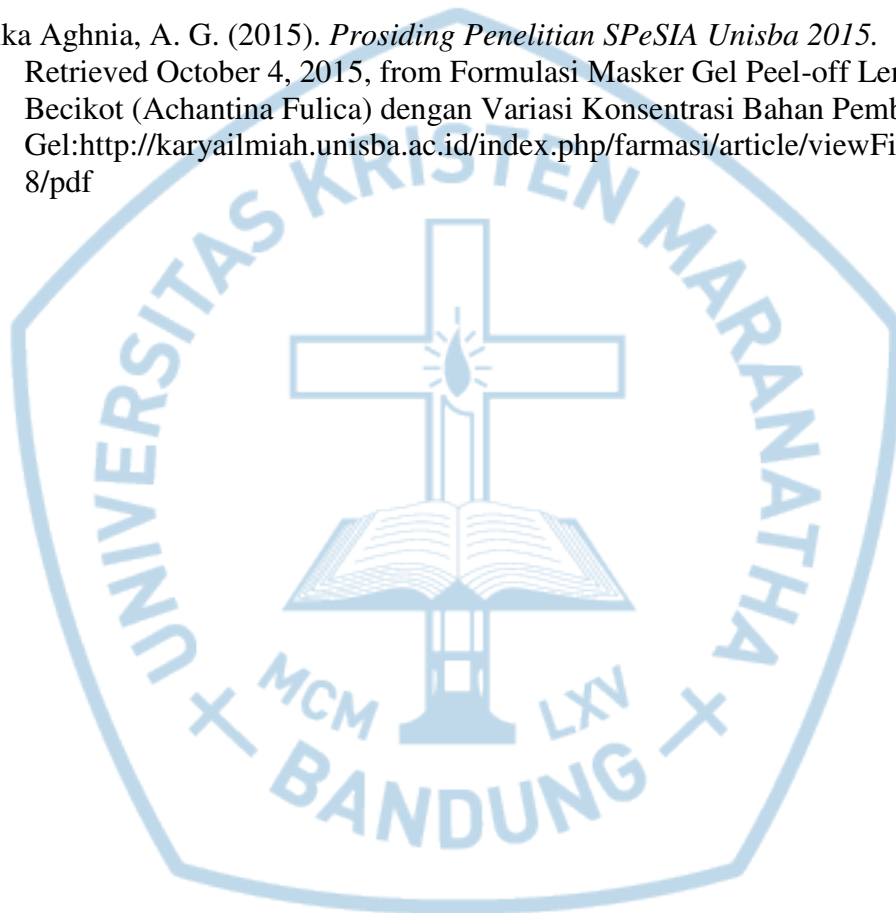 ka Aghnia, A. G. (2015). Prosiding Penelitian SPeSIA Unisba 2015.
Retrieved October 4, 2015, from Formulasi Masker Gel Peel-off Ler
Becikot (Achantina Fulica) dengan Variasi Konsentrasi Bahan Pemb
Gel:http://karyailmiah.unisba.ac.id/index.php/farmasi/article/viewFi
8/pdf
UNIVERSITAS KRISTEN MARANATHA
MCM LXV
BANDUNG